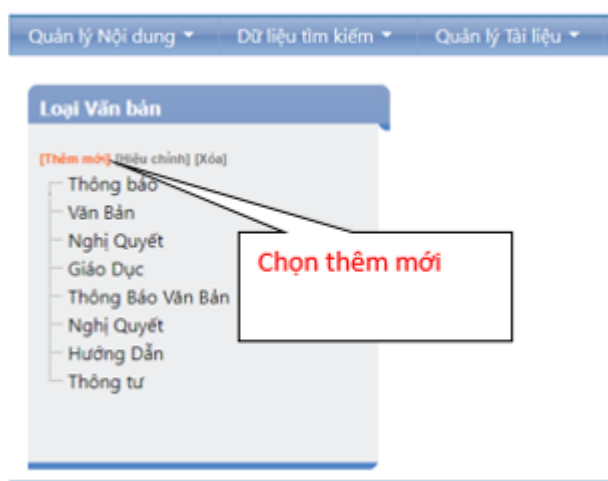 Quản lý Nội dung Dữ liệu tìm kiếm Quản lý Tài liệu
Loại Văn bản
[Thêm mới] [Hiệu chỉnh] [Xóa]
Thông báo
Văn Bản
Nghị Quyết
Giáo Dục
Thông Báo Văn Bản
Nghị Quyết
Hướng Dẫn
Thông tư
Chọn thêm mới